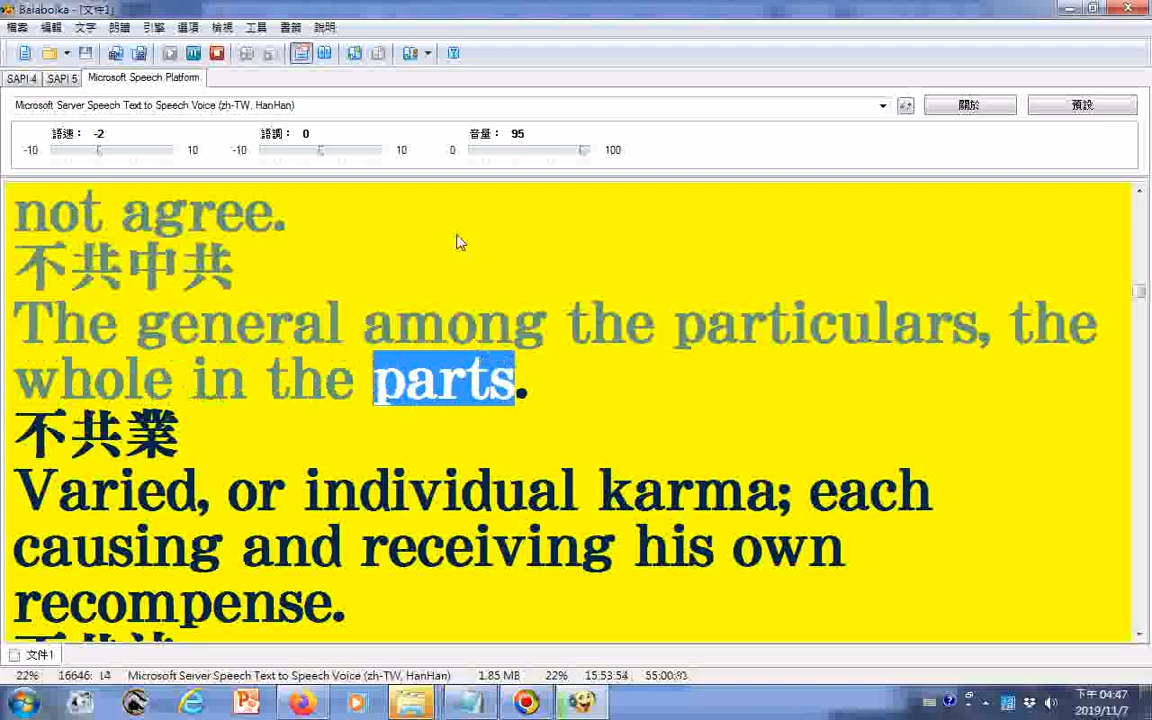 Balabolka - [文件1]
檔案 編輯 文字 朗讀 引擎 選項 檢視 工具 書籤 說明
SAPI 4 SAPI 5 Microsoft Speech Platform
Microsoft Server Speech Text to Speech Voice (zh-TW, HanHan) 關於 預設
語速： -2 語調： 0 音量： 95
-10 10 -10 10 0 100
not agree.
不共中共
The general among the particulars, the
whole in the parts.
不共業
Varied, or individual karma; each
causing and receiving his own
recompense.
文件1
22% 16646: 14 Microsoft Server Speech Text to Speech Voice (zh-TW, HanHan) 1.85 MB 22% 15:53:54
下午 04:47
2019/11/7